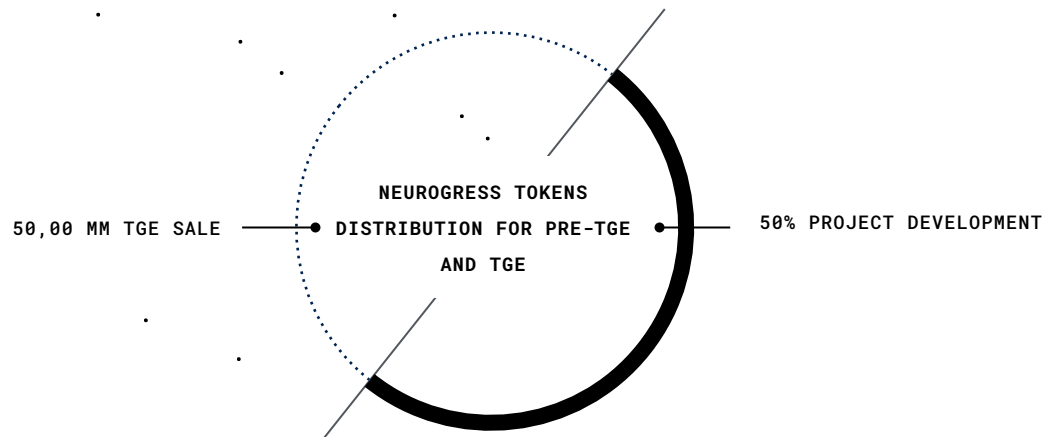 NEUROGRESS TOKENS
DISTRIBUTION FOR PRE-TGE
AND TGE
50,00 MM TGE SALE
50% PROJECT DEVELOPMENT